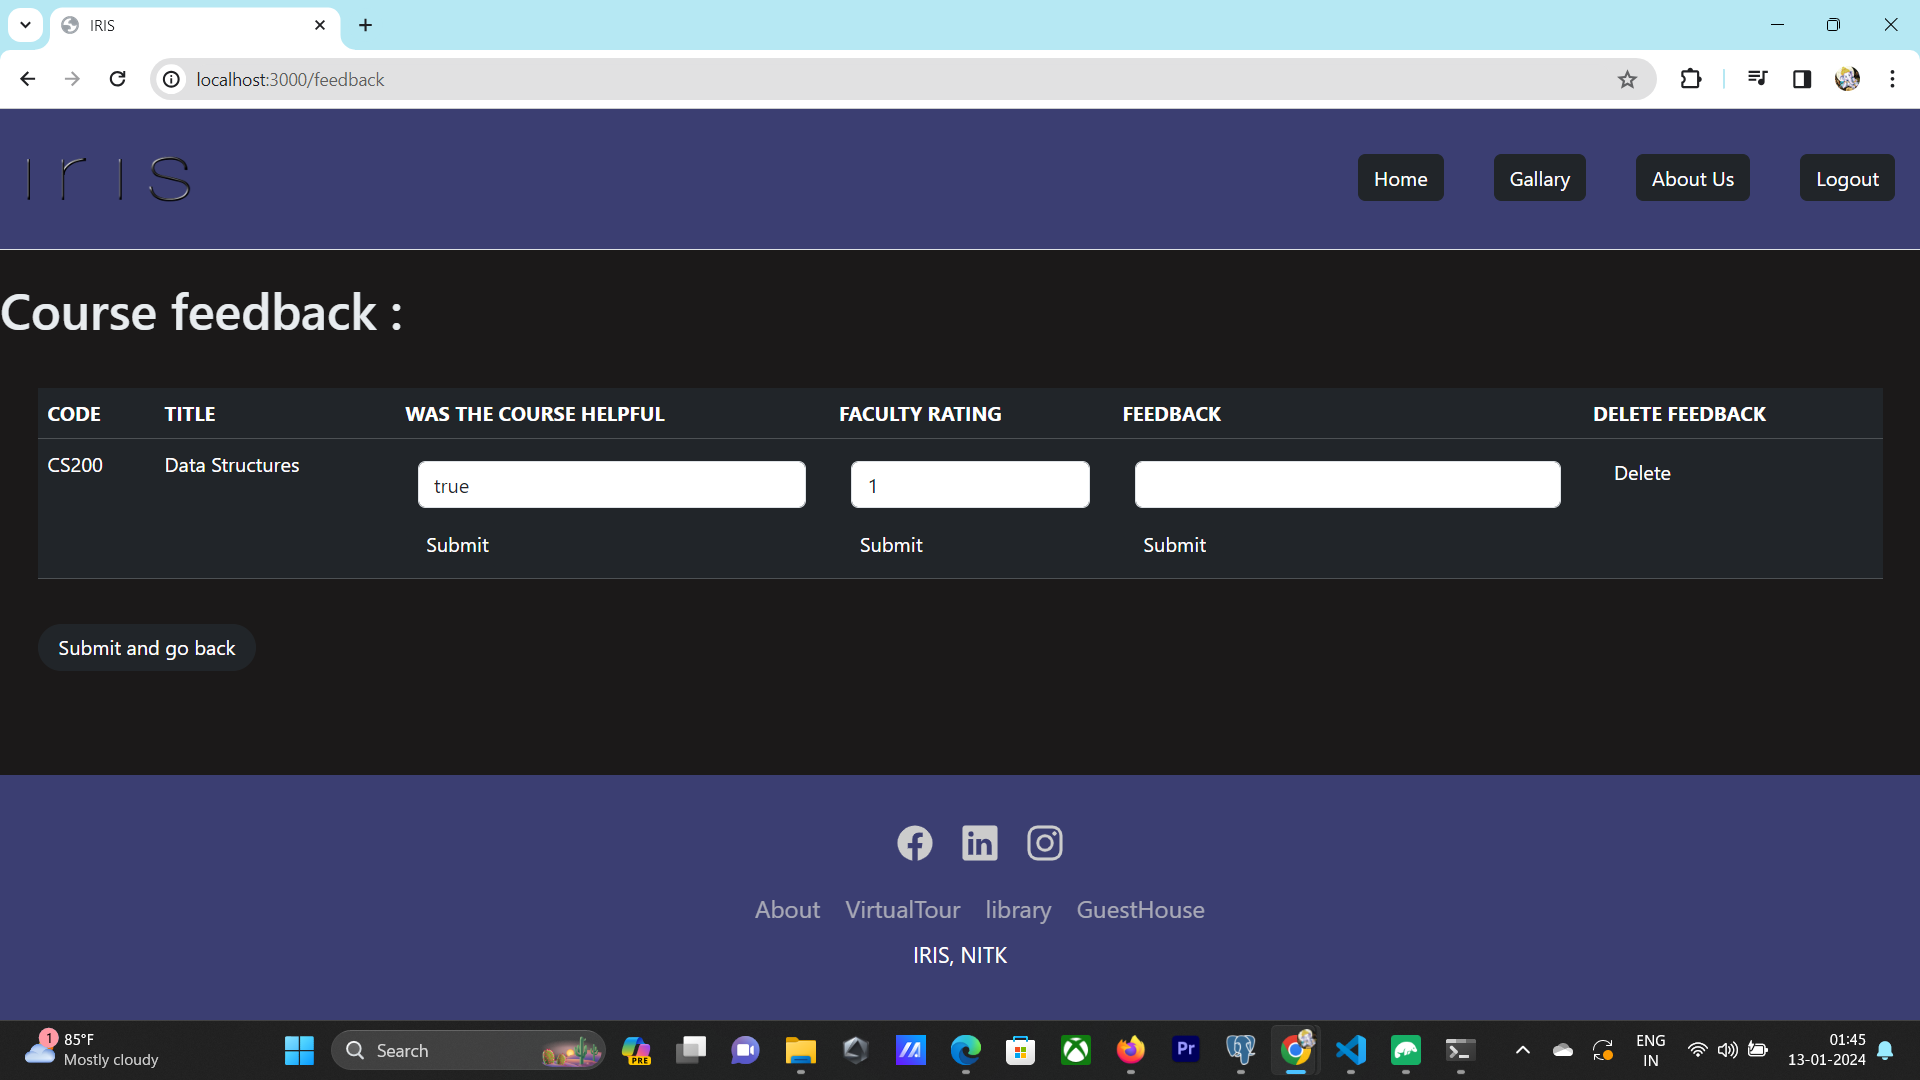 IRIS
localhost:3000/feedback
iris
Home
Gallary
About Us
Logout
Course feedback :
CODE TITLE WAS THE COURSE HELPFUL FACULTY RATING FEEDBACK DELETE FEEDBACK
CS200 Data Structures true 1 Delete
Submit Submit Submit
Submit and go back
About VirtualTour library GuestHouse
IRIS, NITK
1
85°F
Mostly cloudy
Search
PRE
Pr
ENG
IN
01:45
13-01-2024